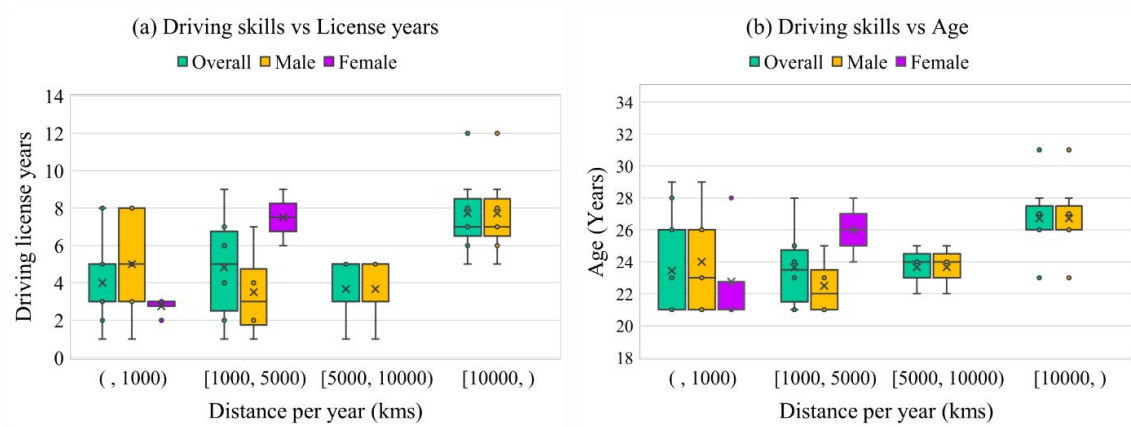 (a) Driving skills vs License years
Overall Male Female
Driving license years
14
12
10
8
6
4
2
0
( , 1000) [1000, 5000) [5000, 10000) [10000, )
Distance per year (kms)
(b) Driving skills vs Age
Overall Male Female
Age (Years)
34
32
30
28
26
24
22
20
18
( , 1000) [1000, 5000) [5000, 10000) [10000, )
Distance per year (kms)